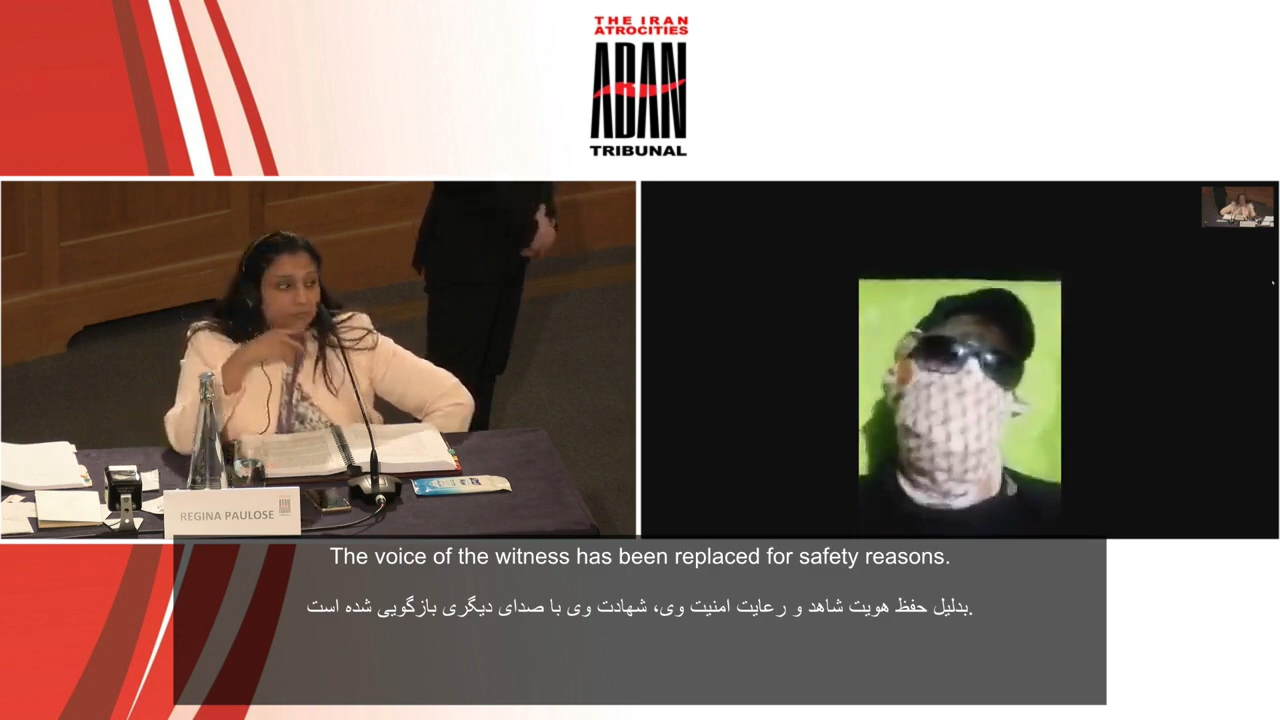 THE IRAN
ATROCITIES
ABAN
TRIBUNAL
REGINA PAULOSE
The voice of the witness has been replaced for safety reasons.
بدلیل حفظ هویت شاهد و رعایت امنیت وی، شهادت وی با صدای دیگری بازگویی شده است.